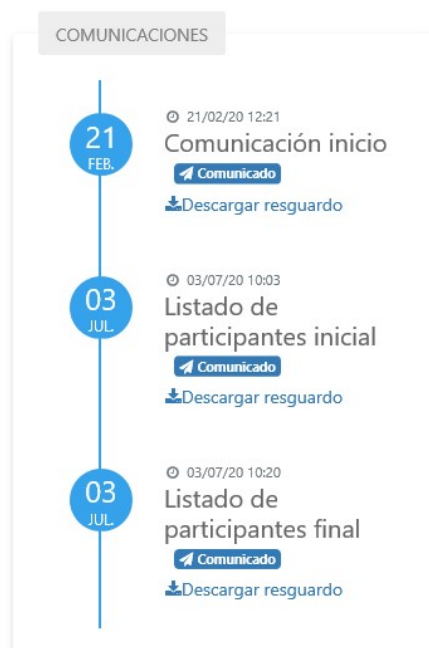 COMUNICACIONES
21
FEB.
21/02/20 12:21
Comunicación inicio
Comunicado
Descargar resguardo
03
JUL.
03/07/20 10:03
Listado de
participantes inicial
Comunicado
Descargar resguardo
03
JUL.
03/07/20 10:20
Listado de
participantes final
Comunicado
Descargar resguardo